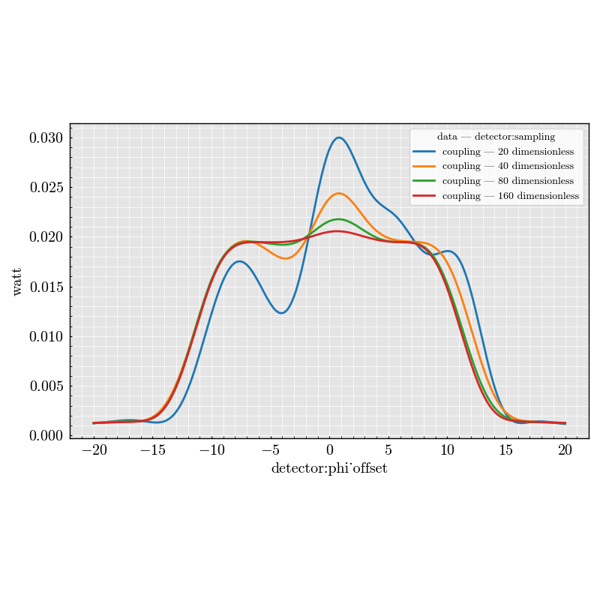 data — detector:sampling
coupling — 20 dimensionless
coupling — 40 dimensionless
coupling — 80 dimensionless
coupling — 160 dimensionless
0.030
0.025
0.020
0.015
0.010
0.005
0.000
watt
−20 −15 −10 −5 0 5 10 15 20
detector:phi˙offset